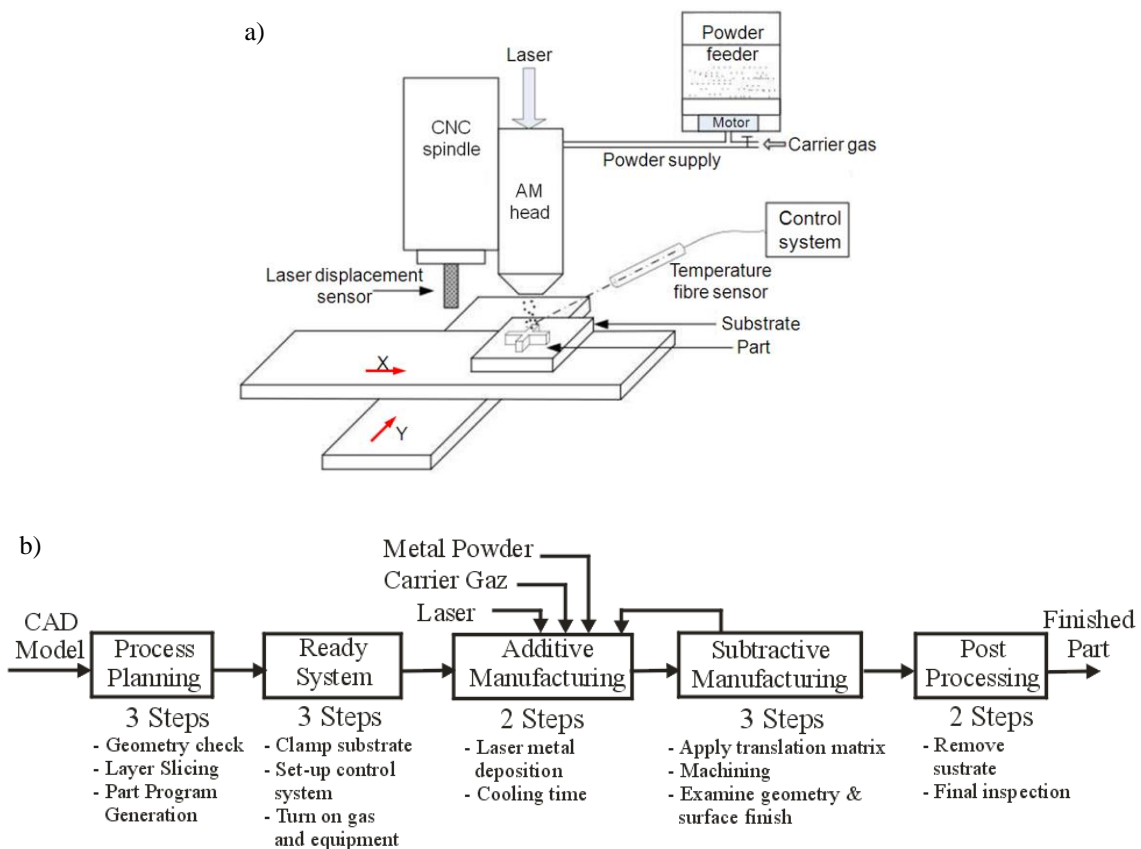 a)
Laser
Powder
feeder
Motor
CNC
spindle
Carrier gas
Powder supply
AM
head
Control
system
Laser displacement
sensor
Temperature
fibre sensor
Substrate
Part
X
Y
b)
Metal Powder
Carrier Gaz
Laser
CAD
Model
Process
Planning
3 Steps
- Geometry check
- Layer Slicing
- Part Program
Generation
Ready
System
3 Steps
- Clamp substrate
- Set-up control
system
- Turn on gas
and equipment
Additive
Manufacturing
2 Steps
- Laser metal
deposition
- Cooling time
Subtractive
Manufacturing
3 Steps
- Apply translation matrix
- Machining
- Examine geometry &
surface finish
Post
Processing
2 Steps
- Remove
sustrate
- Final inspection
Finished
Part